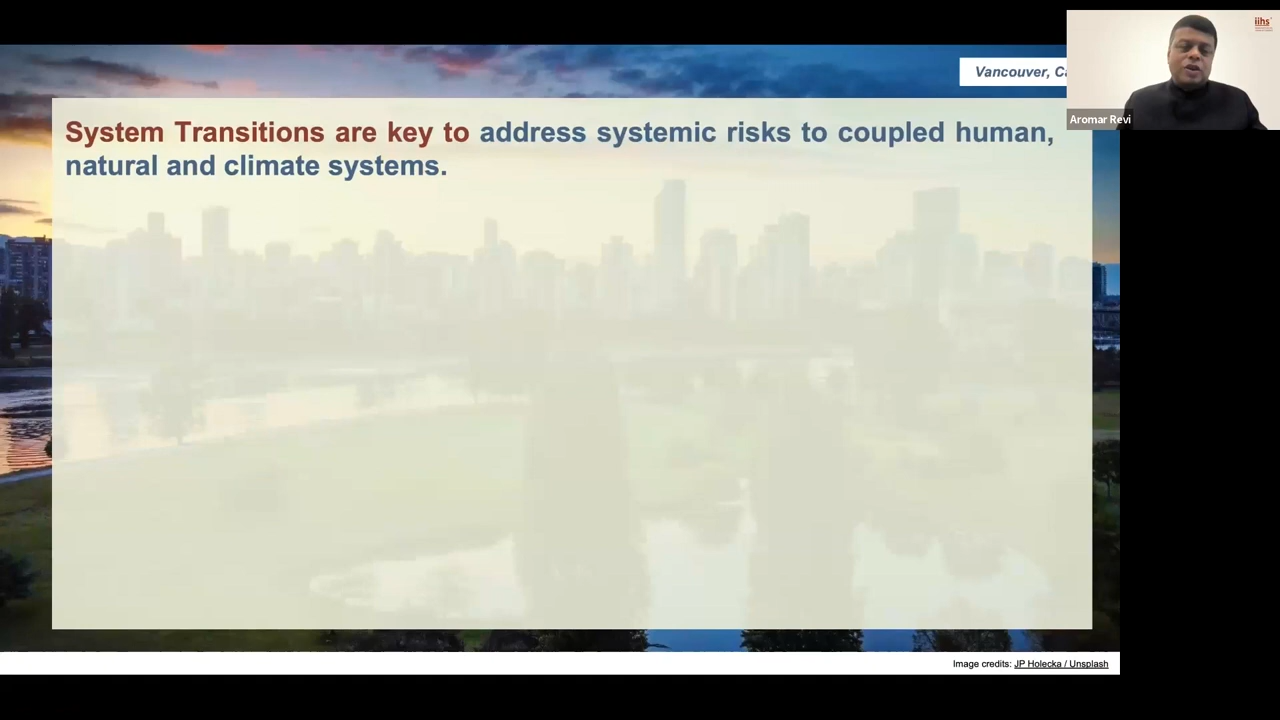 iihs
Vancouver, Ca
Aromar Revi
System Transitions are key to address systemic risks to coupled human,
natural and climate systems.
Image credits: JP Holecka / Unsplash